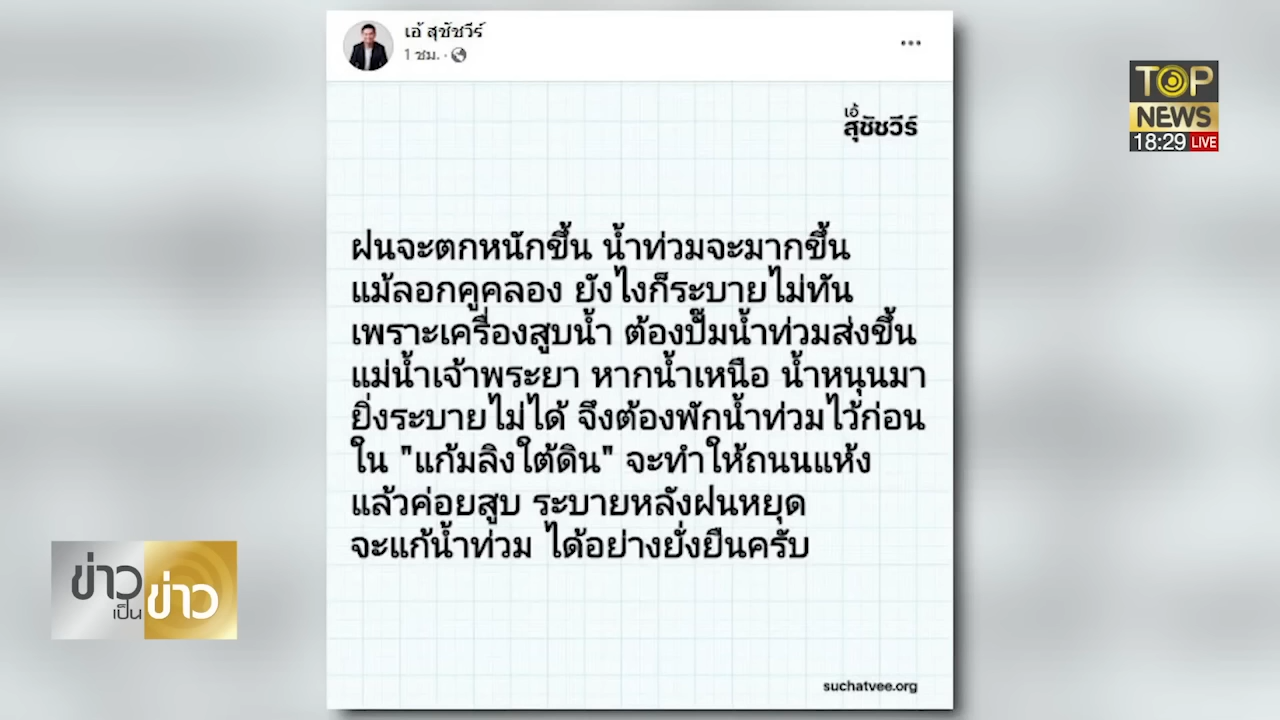 เอ้ สุชัชวีร์
1 ชม. ·
TOP
NEWS
18:29 LIVE
เอ้
สุชัชวีร์
ฝนจะตกหนักขึ้น น้ำท่วมจะมากขึ้น
แม้ลอกคูคลอง ยังไงก็ระบายไม่ทัน
เพราะเครื่องสูบน้ำ ต้องปั๊มน้ำท่วมส่งขึ้น
แม่น้ำเจ้าพระยา หากน้ำเหนือ น้ำหนุนมา
ยิ่งระบายไม่ได้ จึงต้องพักน้ำท่วมไว้ก่อน
ใน "แก้มลิงใต้ดิน" จะทำให้ถนนแห้ง
แล้วค่อยสูบ ระบายหลังฝนหยุด
จะแก้น้ำท่วม ได้อย่างยั่งยืนครับ
ข่าว
เป็น
ข่าว
suchatvee.org